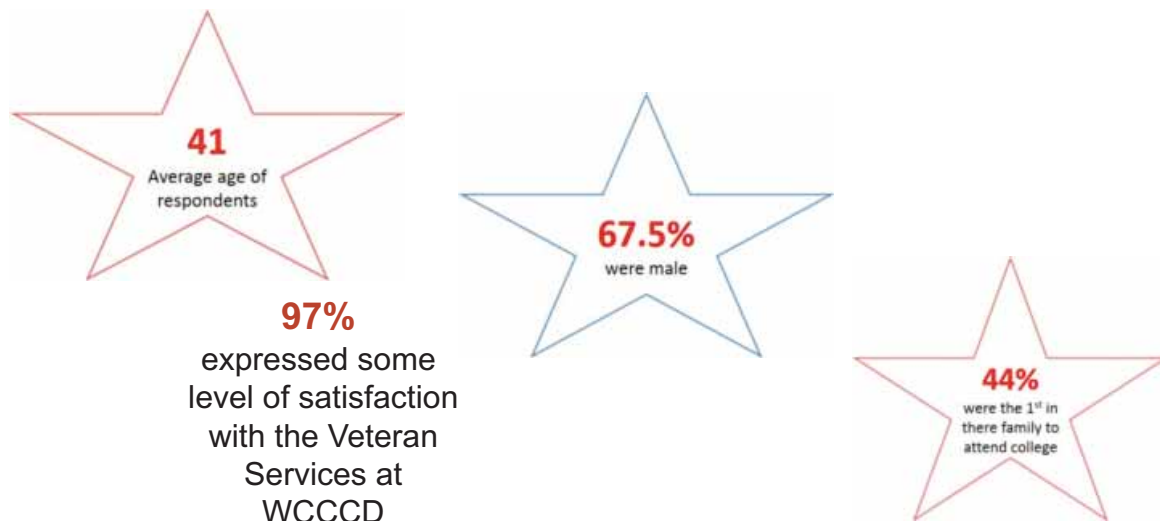 41
Average age of
respondents
67.5%
were male
97%
expressed some
level of satisfaction
with the Veteran
Services at
WCCCD
44%
were the 1st in
there family to
attend college